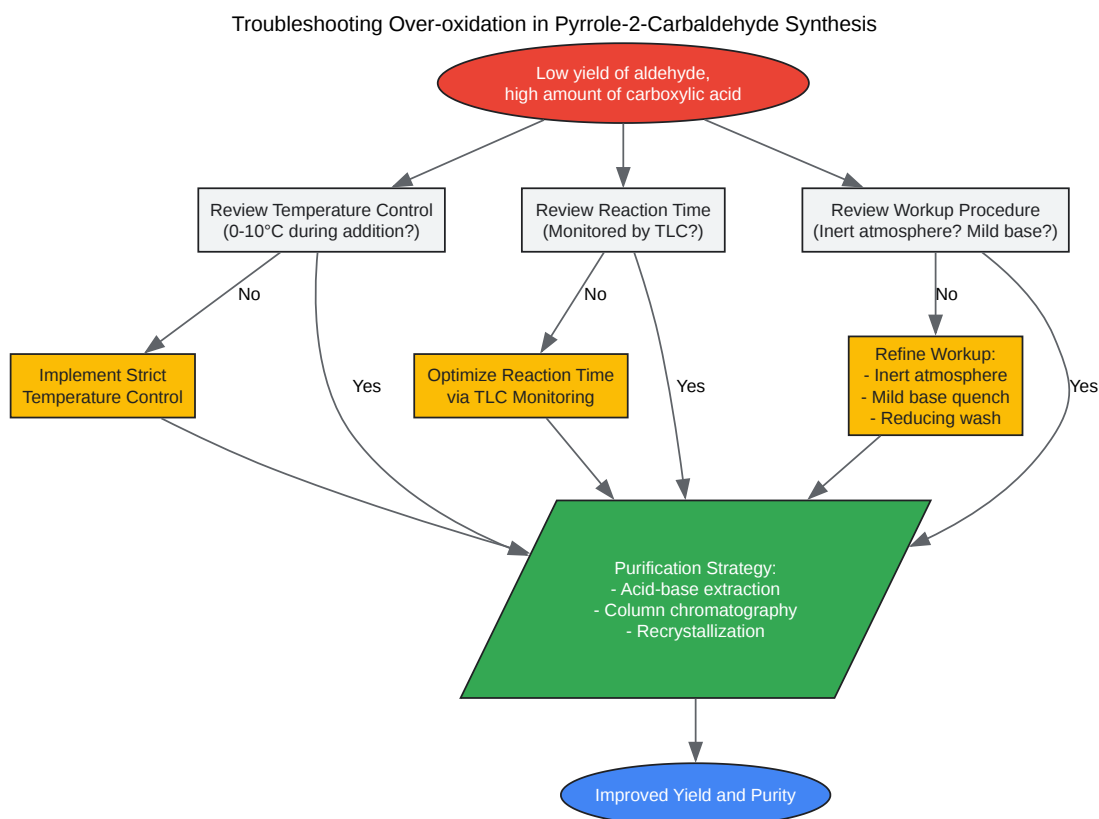 Troubleshooting Over-oxidation in Pyrrole-2-Carbaldehyde Synthesis
Low yield of aldehyde,
high amount of carboxylic acid
Review Temperature Control
(0-10°C during addition?)
Review Reaction Time
(Monitored by TLC?)
Review Workup Procedure
(Inert atmosphere? Mild base?)
No
No
No
Implement Strict
Temperature Control
Yes
Optimize Reaction Time
via TLC Monitoring
Yes
Refine Workup:
- Inert atmosphere
- Mild base quench
- Reducing wash
Yes
Purification Strategy:
- Acid-base extraction
- Column chromatography
- Recrystallization
Improved Yield and Purity